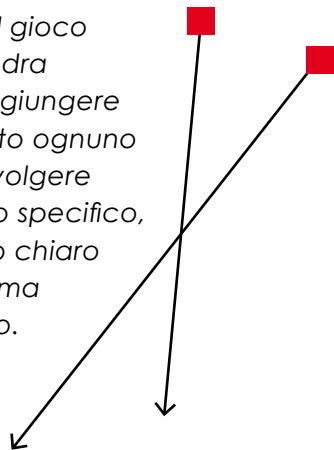 l gioco
dra
giungere
to ognuno
volgere
o specifico,
o chiaro
ma
o.